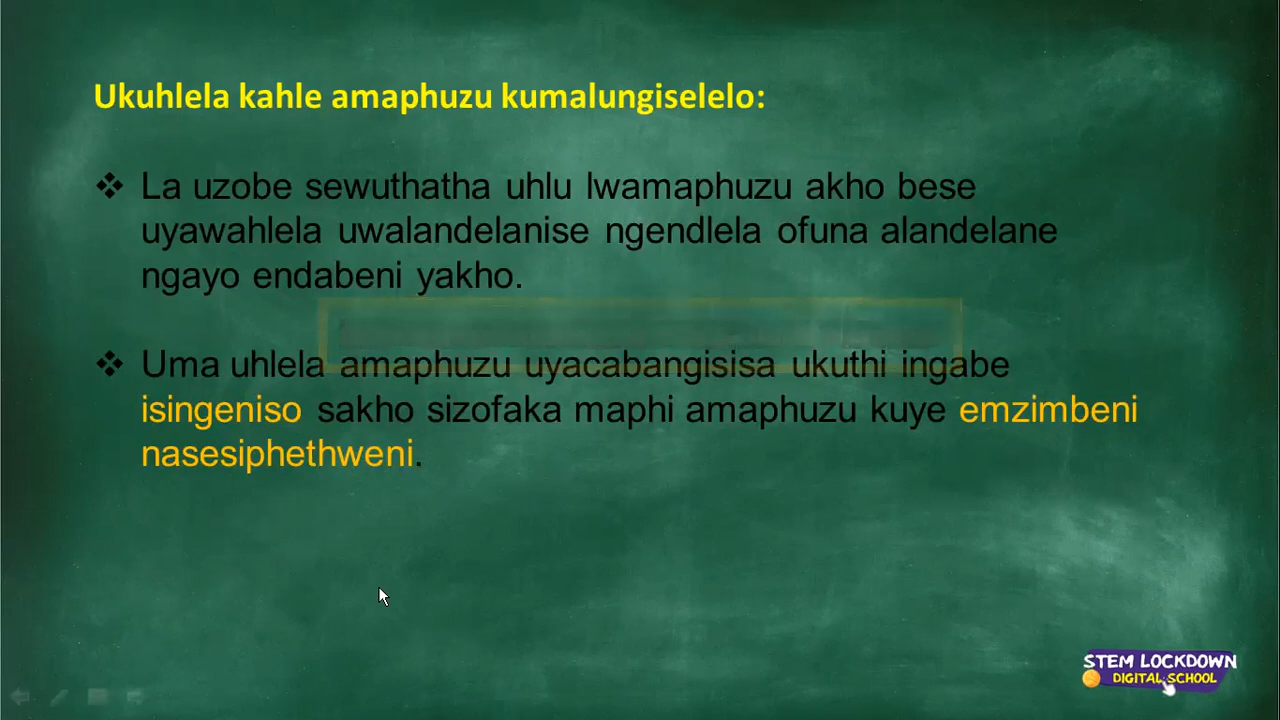 Ukuhlela kahle amaphuzu kumalungiselelo:
❖ La uzobe sewuthatha uhlu lwamaphuzu akho bese
uyawahlela uwalandelanise ngendlela ofuna alandelane
ngayo endabeni yakho.
❖ Uma uhlela amaphuzu uyacabangisisa ukuthi ingabe
isingeniso sakho sizofaka maphi amaphuzu kuye emzimbeni
nasesiphethweni.
STEM LOCKDOWN
DIGITAL SCHOOL